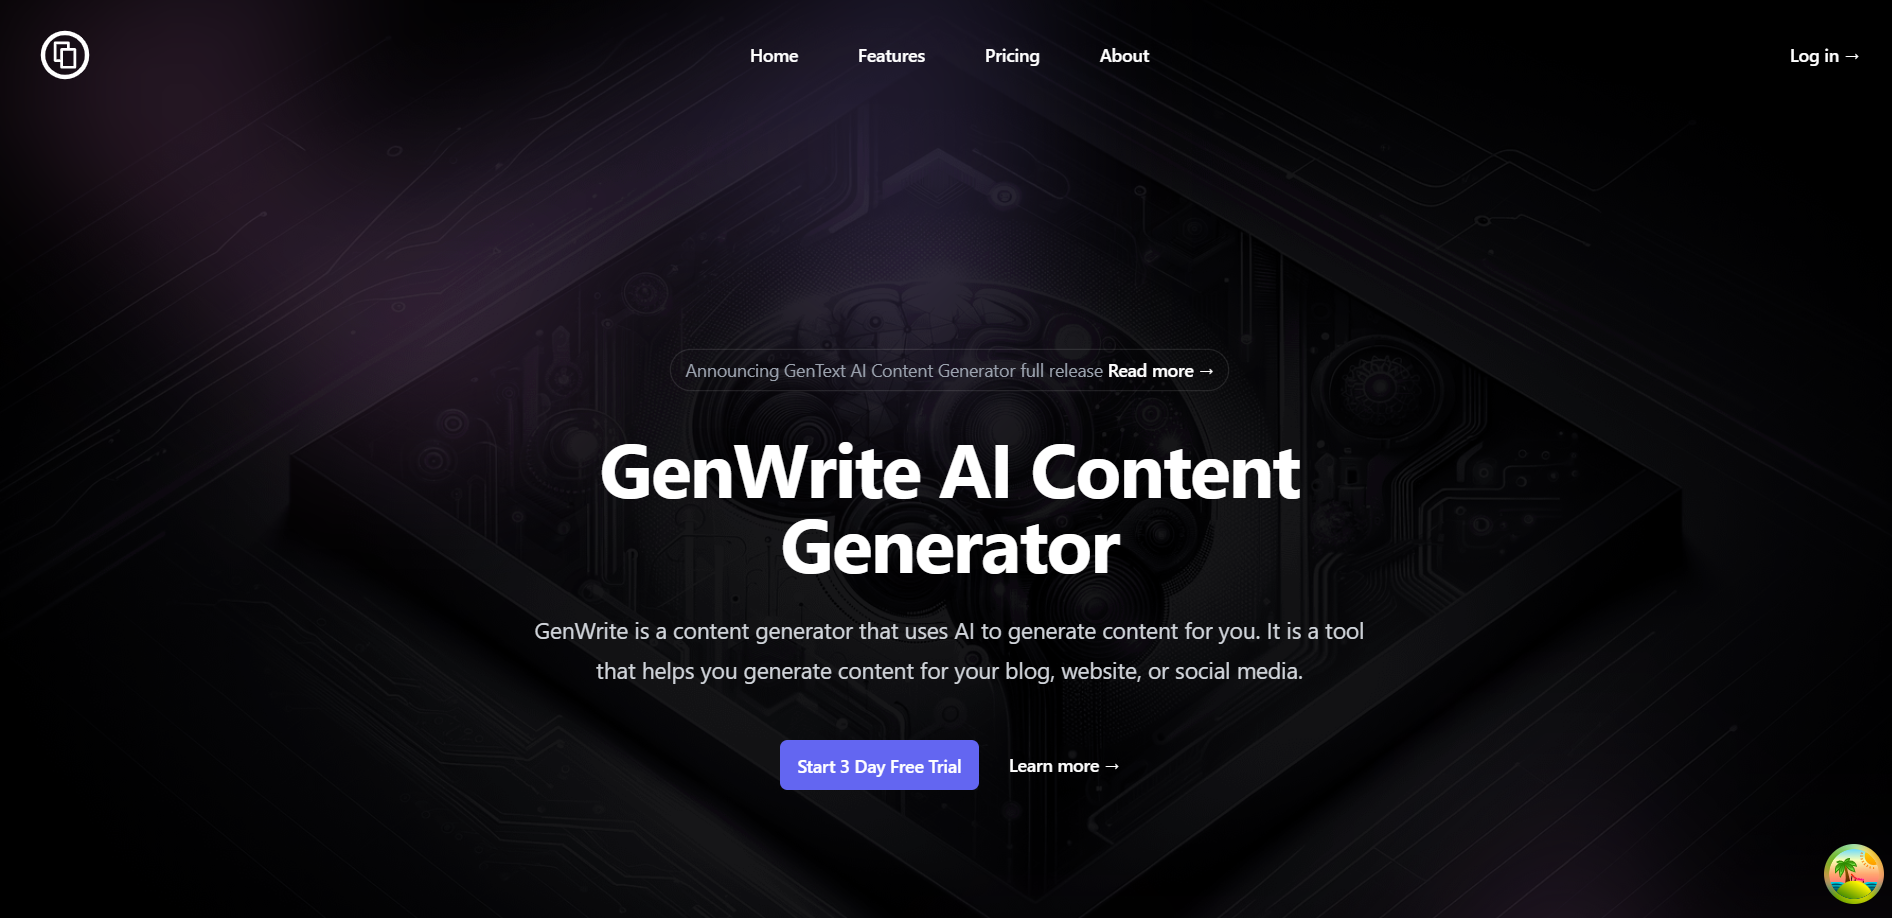 Home Features Pricing About Log in →
Announcing GenText AI Content Generator full release Read more →
GenWrite AI Content
Generator
GenWrite is a content generator that uses AI to generate content for you. It is a tool
that helps you generate content for your blog, website, or social media.
Start 3 Day Free Trial Learn more →